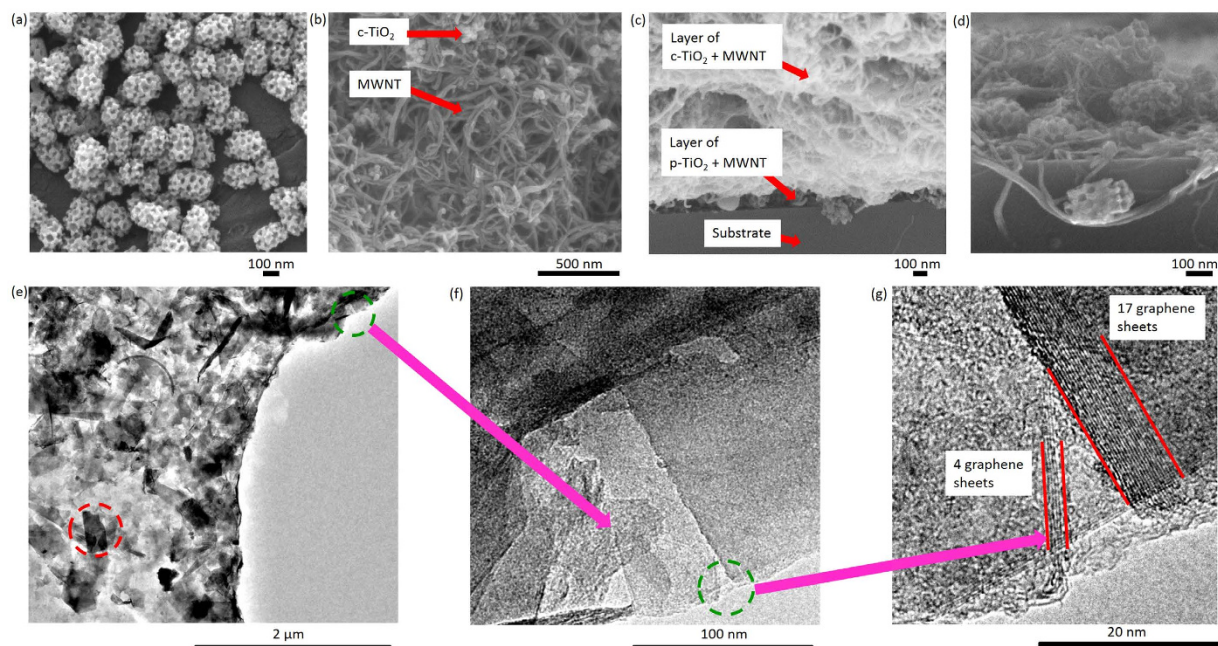 (a)
(b)
c-TiO₂
MWNT
(c)
Layer of
c-TiO₂ + MWNT
Layer of
p-TiO₂ + MWNT
Substrate
(d)
100 nm
500 nm
100 nm
100 nm
(e)
(f)
(g)
17 graphene
sheets
4 graphene
sheets
2 µm
100 nm
20 nm